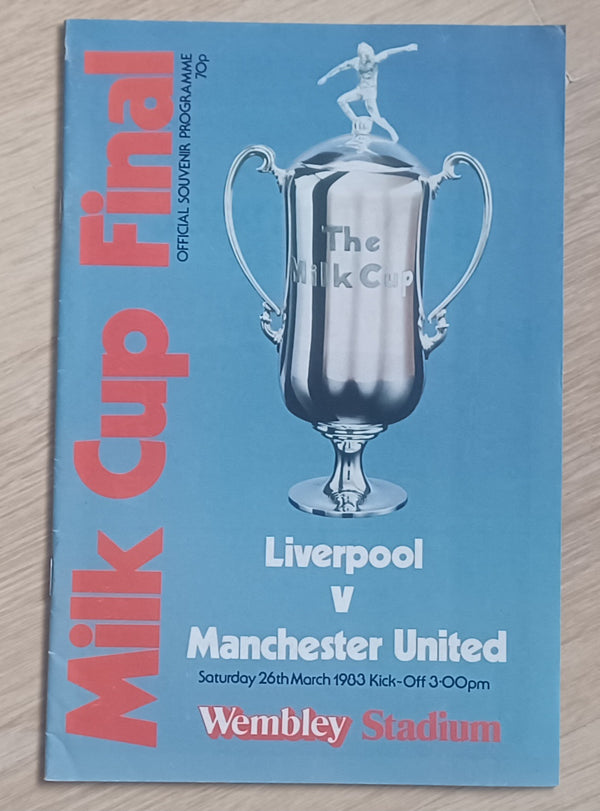 Milk Cup Final
OFFICIAL SOUVENIR PROGRAMME
70p
The
Milk Cup
Liverpool
v
Manchester United
Saturday 26th March 1983 Kick-Off 3·00pm
Wembley Stadium